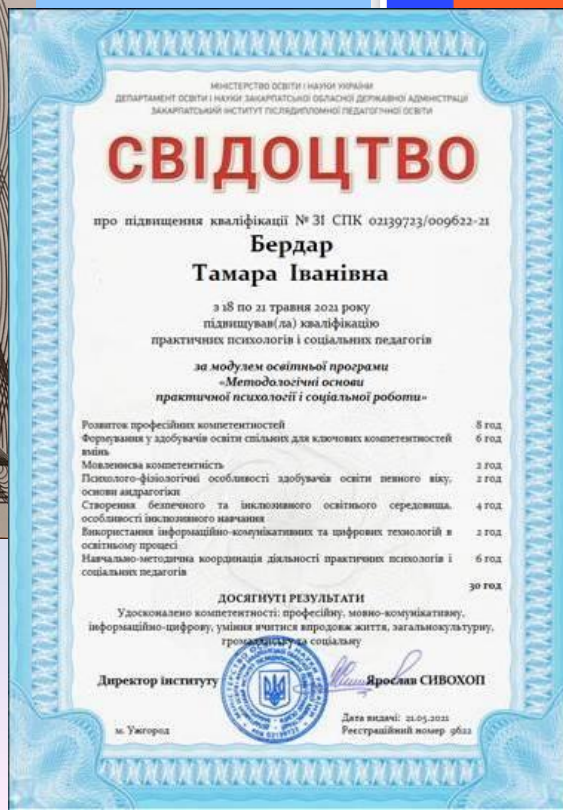 МІНІСТЕРСТВО ОСВІТИ І НАУКИ УКРАЇНИ
ДЕПАРТАМЕНТ ОСВІТИ І НАУКИ ЗАКАРПАТСЬКОЇ ОБЛАСНОЇ ДЕРЖАВНОЇ АДМІНІСТРАЦІЇ
ЗАКАРПАТСЬКИЙ ІНСТИТУТ ПІСЛЯДИПЛОМНОЇ ПЕДАГОГІЧНОЇ ОСВІТИ
СВІДОЦТВО
про підвищення кваліфікації № ЗІ СПК 02139723/009622-21
Бердар
Тамара Іванівна
з 18 по 21 травня 2021 року
підвищував(ла) кваліфікацію
практичних психологів і соціальних педагогів
за модулем освітньої програми
«Методологічні основи
практичної психології і соціальної роботи»
Розвиток професійних компетентностей 8 год
Формування у здобувачів освіти спільних для ключових компетентностей 6 год
вмінь
Мовленнєва компетентність 2 год
Психолого-фізіологічні особливості здобувачів освіти певного віку, 2 год
основи андрагогіки
Створення безпечного та інклюзивного освітнього середовища, 4 год
особливості інклюзивного навчання
Використання інформаційно-комунікативних та цифрових технологій в 2 год
освітньому процесі
Навчально-методична координація діяльності практичних психологів і 6 год
соціальних педагогів
30 год
ДОСЯГНУТІ РЕЗУЛЬТАТИ
Удосконалено компетентності: професійну, мовно-комунікативну,
інформаційно-цифрову, уміння вчитися впродовж життя, загальнокультурну,
громадянську та соціальну
Директор інституту Ярослав СИВОХОП
м. Ужгород
Дата видачі: 21.05.2021
Реєстраційний номер 9622